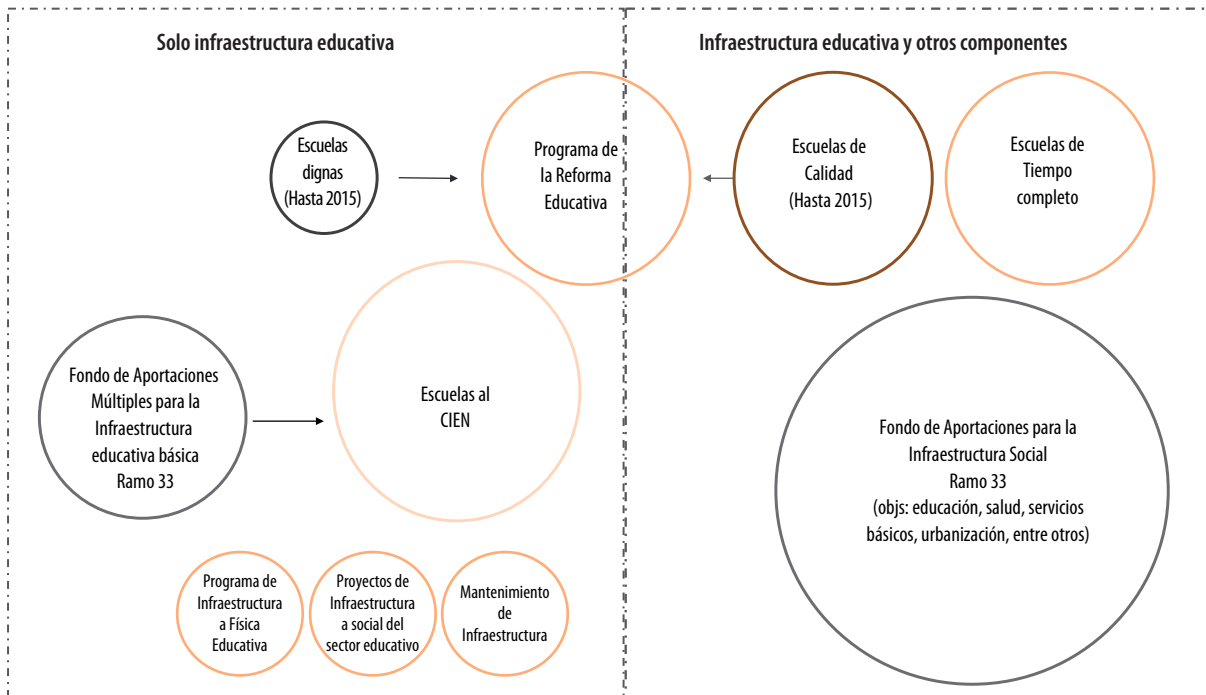 Solo infraestructura educativa
Infraestructura educativa y otros componentes
Escuelas
dignas
(Hasta 2015)
Programa de
la Reforma
Educativa
Escuelas de
Calidad
(Hasta 2015)
Escuelas de
Tiempo
completo
Fondo de Aportaciones
Múltiples para la
Infraestructura
educativa básica
Ramo 33
Escuelas al
CIEN
Fondo de Aportaciones para la
Infraestructura Social
Ramo 33
(objs: educación, salud, servicios
básicos, urbanización, entre otros)
Programa de
Infraestructura
a Física
Educativa
Proyectos de
Infraestructura
a social del
sector educativo
Mantenimiento
de
Infraestructura